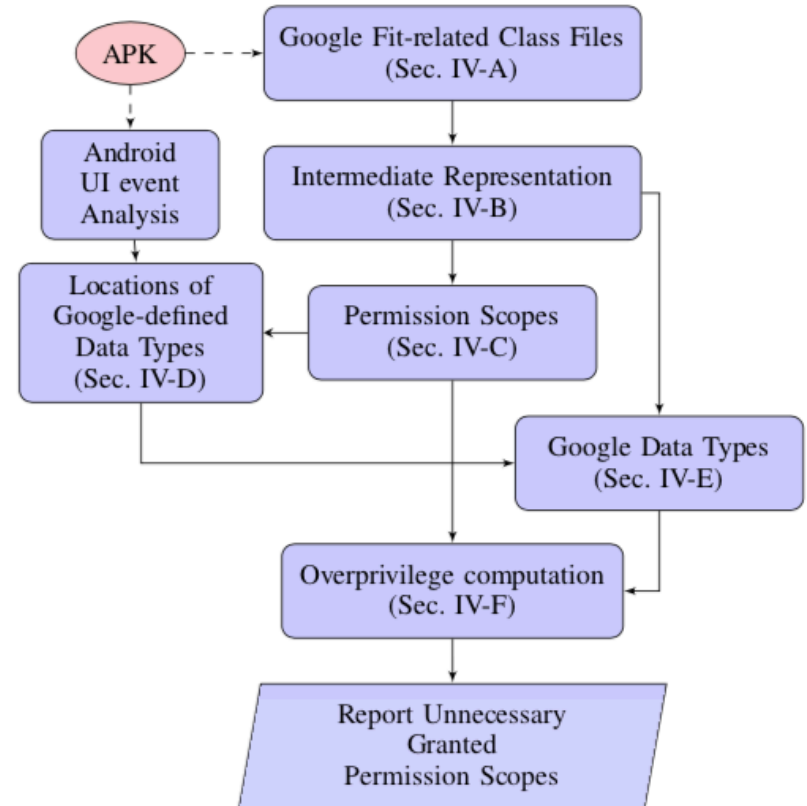 APK
Google Fit-related Class Files
(Sec. IV-A)
Android
UI event
Analysis
Intermediate Representation
(Sec. IV-B)
Locations of
Google-defined
Data Types
(Sec. IV-D)
Permission Scopes
(Sec. IV-C)
Google Data Types
(Sec. IV-E)
Overprivilege computation
(Sec. IV-F)
Report Unnecessary
Granted
Permission Scopes